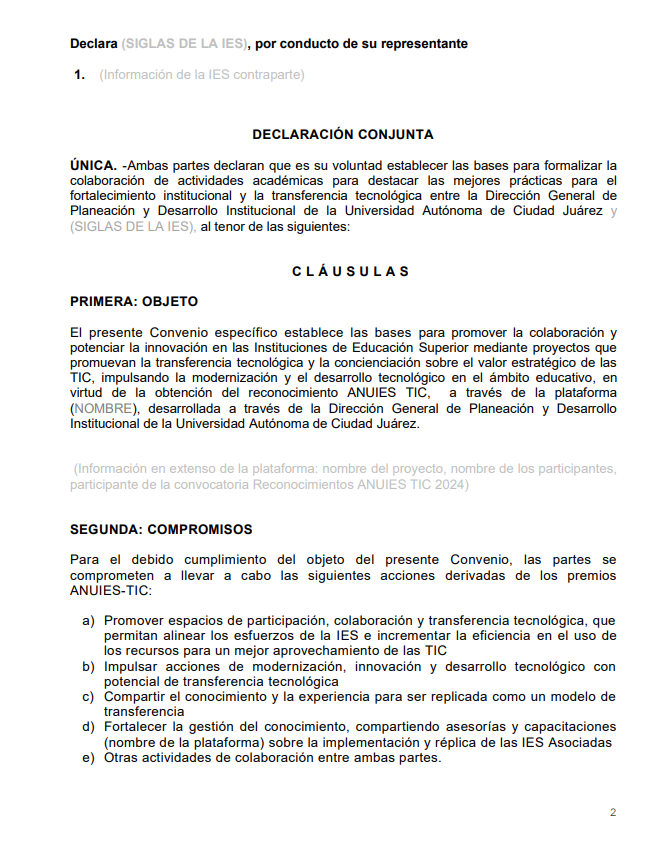 Declara (SIGLAS DE LA IES), por conducto de su representante
1. (Información de la IES contraparte)
DECLARACIÓN CONJUNTA
ÚNICA. -Ambas partes declaran que es su voluntad establecer las bases para formalizar la
colaboración de actividades académicas para destacar las mejores prácticas para el
fortalecimiento institucional y la transferencia tecnológica entre la Dirección General de
Planeación y Desarrollo Institucional de la Universidad Autónoma de Ciudad Juárez y
(SIGLAS DE LA IES), al tenor de las siguientes:
C L Á U S U L A S
PRIMERA: OBJETO
El presente Convenio específico establece las bases para promover la colaboración y
potenciar la innovación en las Instituciones de Educación Superior mediante proyectos que
promuevan la transferencia tecnológica y la concienciación sobre el valor estratégico de las
TIC, impulsando la modernización y el desarrollo tecnológico en el ámbito educativo, en
virtud de la obtención del reconocimiento ANUIES TIC, a través de la plataforma
(NOMBRE), desarrollada a través de la Dirección General de Planeación y Desarrollo
Institucional de la Universidad Autónoma de Ciudad Juárez.
(Información en extenso de la plataforma: nombre del proyecto, nombre de los participantes,
participante de la convocatoria Reconocimientos ANUIES TIC 2024)
SEGUNDA: COMPROMISOS
Para el debido cumplimiento del objeto del presente Convenio, las partes se
comprometen a llevar a cabo las siguientes acciones derivadas de los premios
ANUIES-TIC:
a) Promover espacios de participación, colaboración y transferencia tecnológica, que
permitan alinear los esfuerzos de la IES e incrementar la eficiencia en el uso de
los recursos para un mejor aprovechamiento de las TIC
b) Impulsar acciones de modernización, innovación y desarrollo tecnológico con
potencial de transferencia tecnológica
c) Compartir el conocimiento y la experiencia para ser replicada como un modelo de
transferencia
d) Fortalecer la gestión del conocimiento, compartiendo asesorías y capacitaciones
(nombre de la plataforma) sobre la implementación y réplica de las IES Asociadas
e) Otras actividades de colaboración entre ambas partes.
2